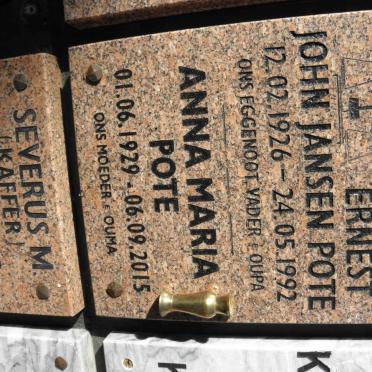 ERNEST
JOHN JANSEN POTE
12.02.1926 - 24.05.1992
ONS EGGENOOT VADER & OUPA
ANNA MARIA
POTE
01.06.1929 - 06.09.2015
ONS MOEDER & OUMA
SEVERUS M.
( KAFFER )